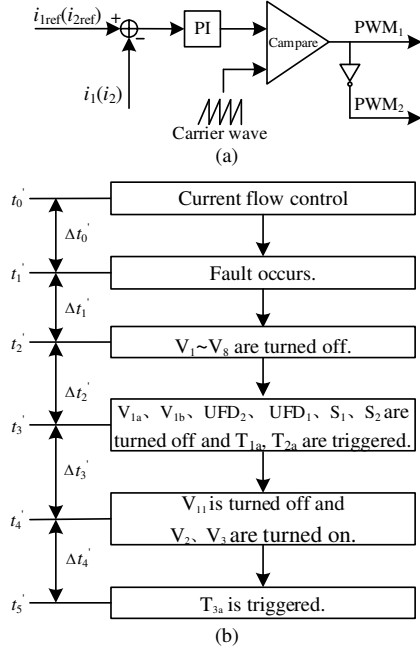 i1ref(i2ref)
+
−
PI
Campare
PWM1
i1(i2)
PWM2
Carrier wave
(a)
t0' Current flow control
Δt0'
t1' Fault occurs.
Δt1'
t2' V1~V8 are turned off.
Δt2'
V1a、V1b、UFD2、UFD1、S1、S2 are
t3' turned off and T1a, T2a are triggered.
Δt3'
V11 is turned off and
t4' V2、V3 are turned on.
Δt4'
t5' T3a is triggered.
(b)